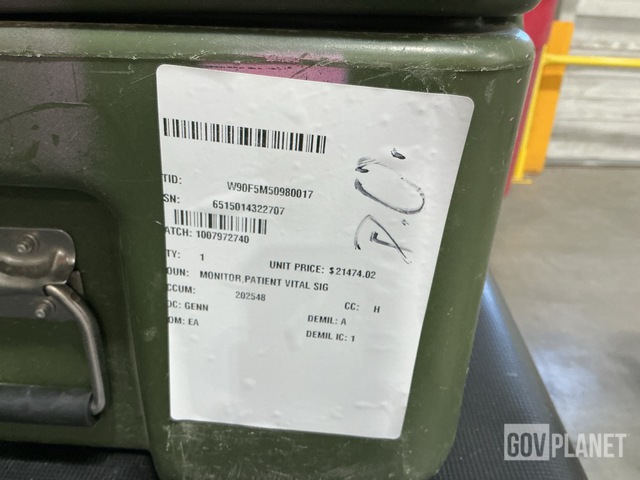 TID: W90F5M50980017
SN: 6515014322707
ATCH: 1007972740
TY: 1 UNIT PRICE: $21474.02
OUN: MONITOR,PATIENT VITAL SIG
CCUM: 202548 CC: H
OC: GENN DEMIL: A
OM: EA DEMIL IC: 1
GOVPLANET